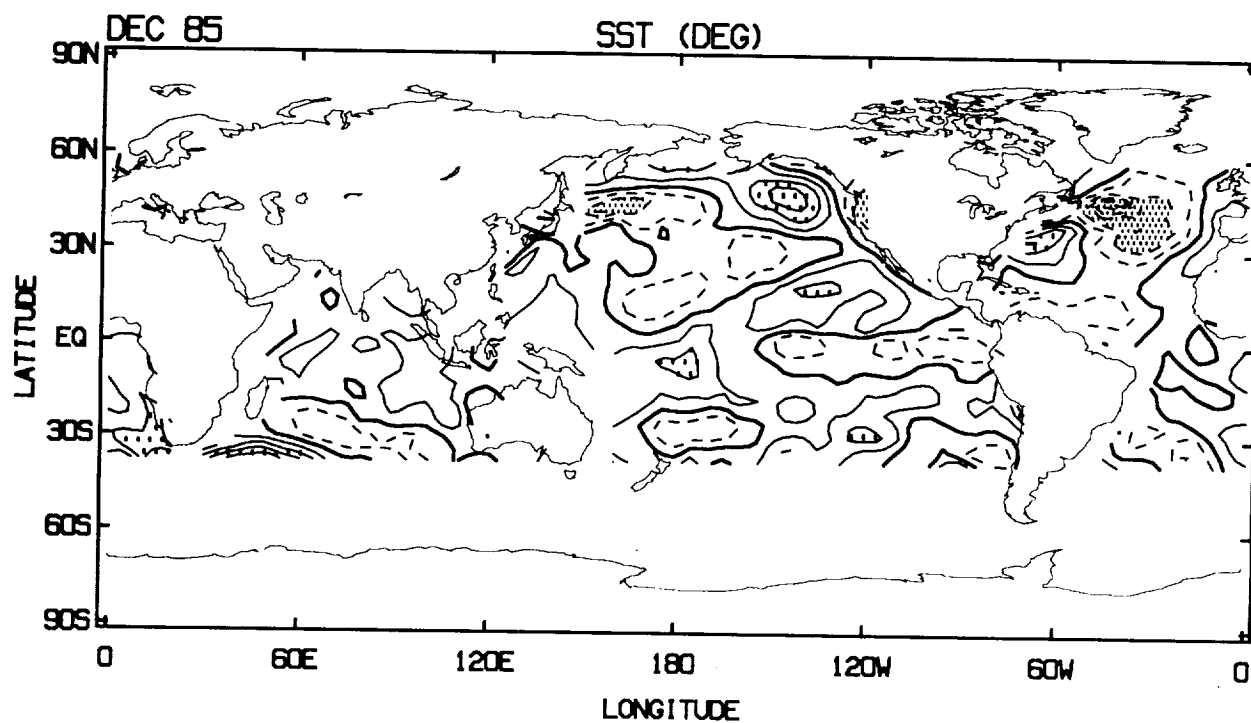 DEC 85
SST (DEG)
90N
60N
30N
EQ
30S
60S
90S
LATITUDE
0
60E
120E
180
120W
60W
0
LONGITUDE